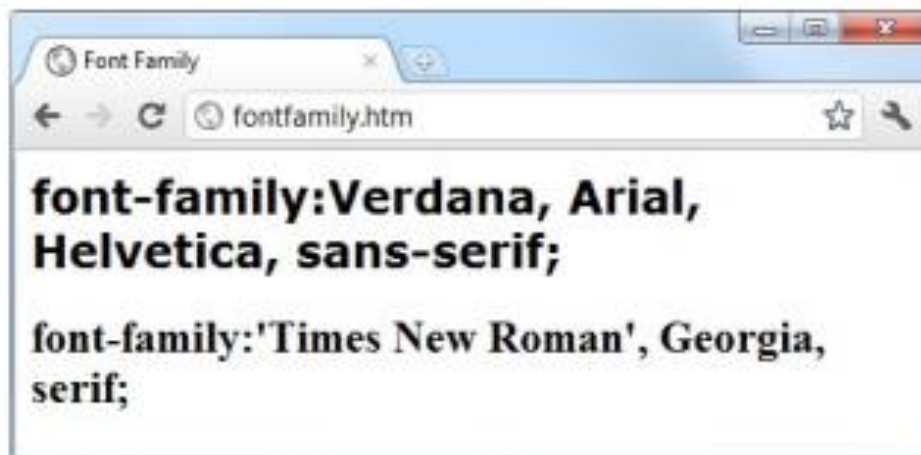 Font Family
fontfamily.htm
font-family:Verdana, Arial,
Helvetica, sans-serif;
font-family:'Times New Roman', Georgia,
serif;